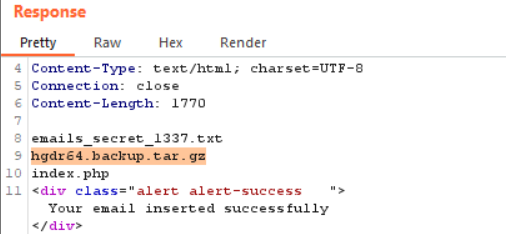 Response
Pretty Raw Hex Render
4 Content-Type: text/html; charset=UTF-8
5 Connection: close
6 Content-Length: 1770
7
8 emails_secret_1337.txt
9 hgdr64.backup.tar.gz
10 index.php
11 <div class="alert alert-success   ">
Your email inserted successfully
</div>